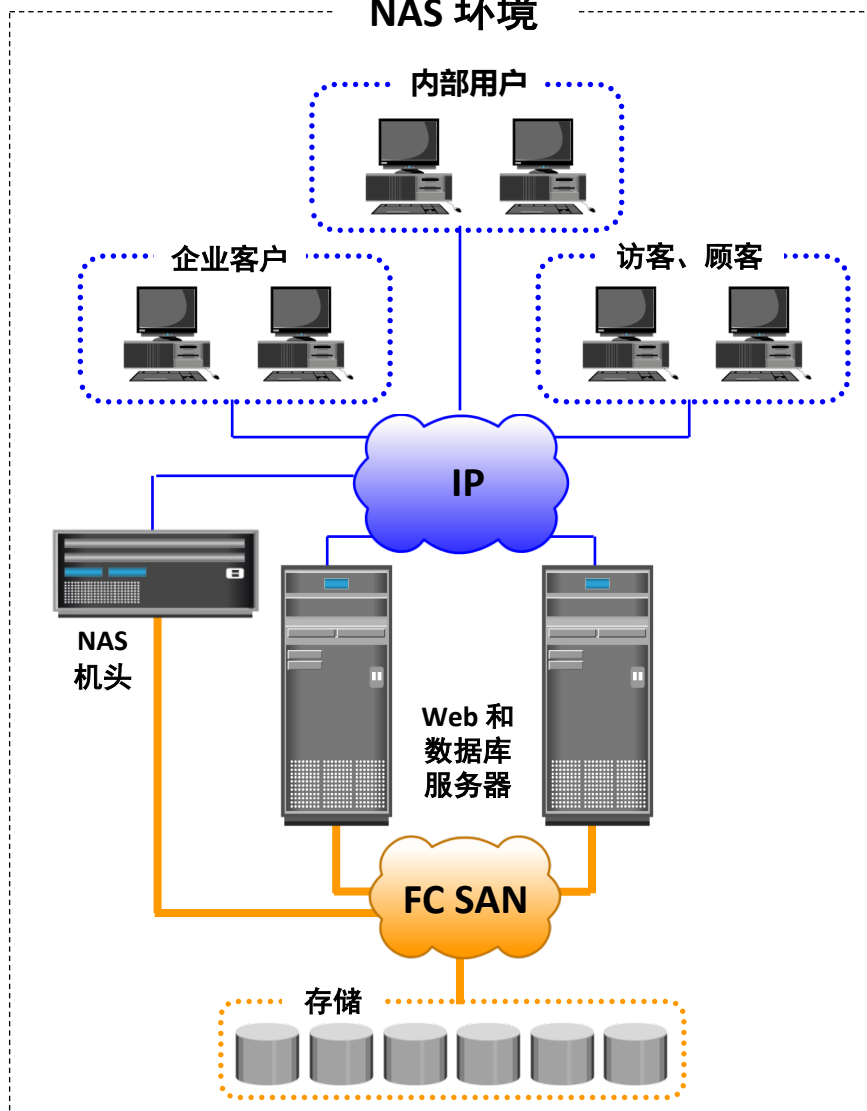 NAS 环境
内部用户
企业客户
访客、顾客
IP
NAS
机头
Web 和
数据库
服务器
FC SAN
存储